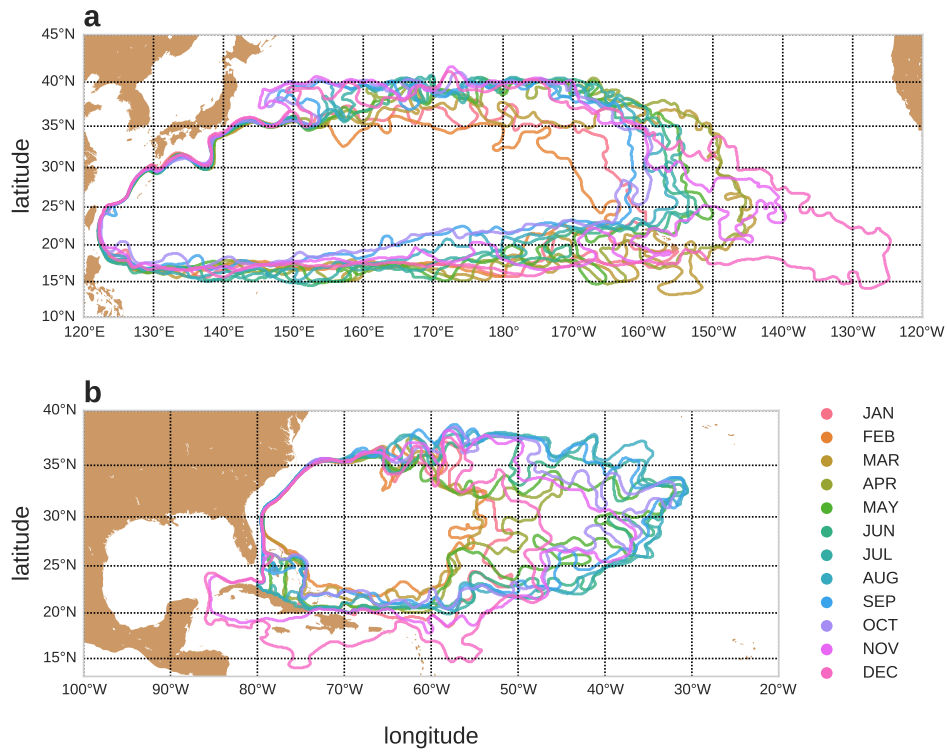 a
45°N
40°N
35°N
30°N
25°N
20°N
15°N
10°N
latitude
120°E 130°E 140°E 150°E 160°E 170°E 180° 170°W 160°W 150°W 140°W 130°W 120°W
b
40°N
35°N
30°N
25°N
20°N
15°N
latitude
100°W 90°W 80°W 70°W 60°W 50°W 40°W 30°W 20°W
longitude
JAN
FEB
MAR
APR
MAY
JUN
JUL
AUG
SEP
OCT
NOV
DEC